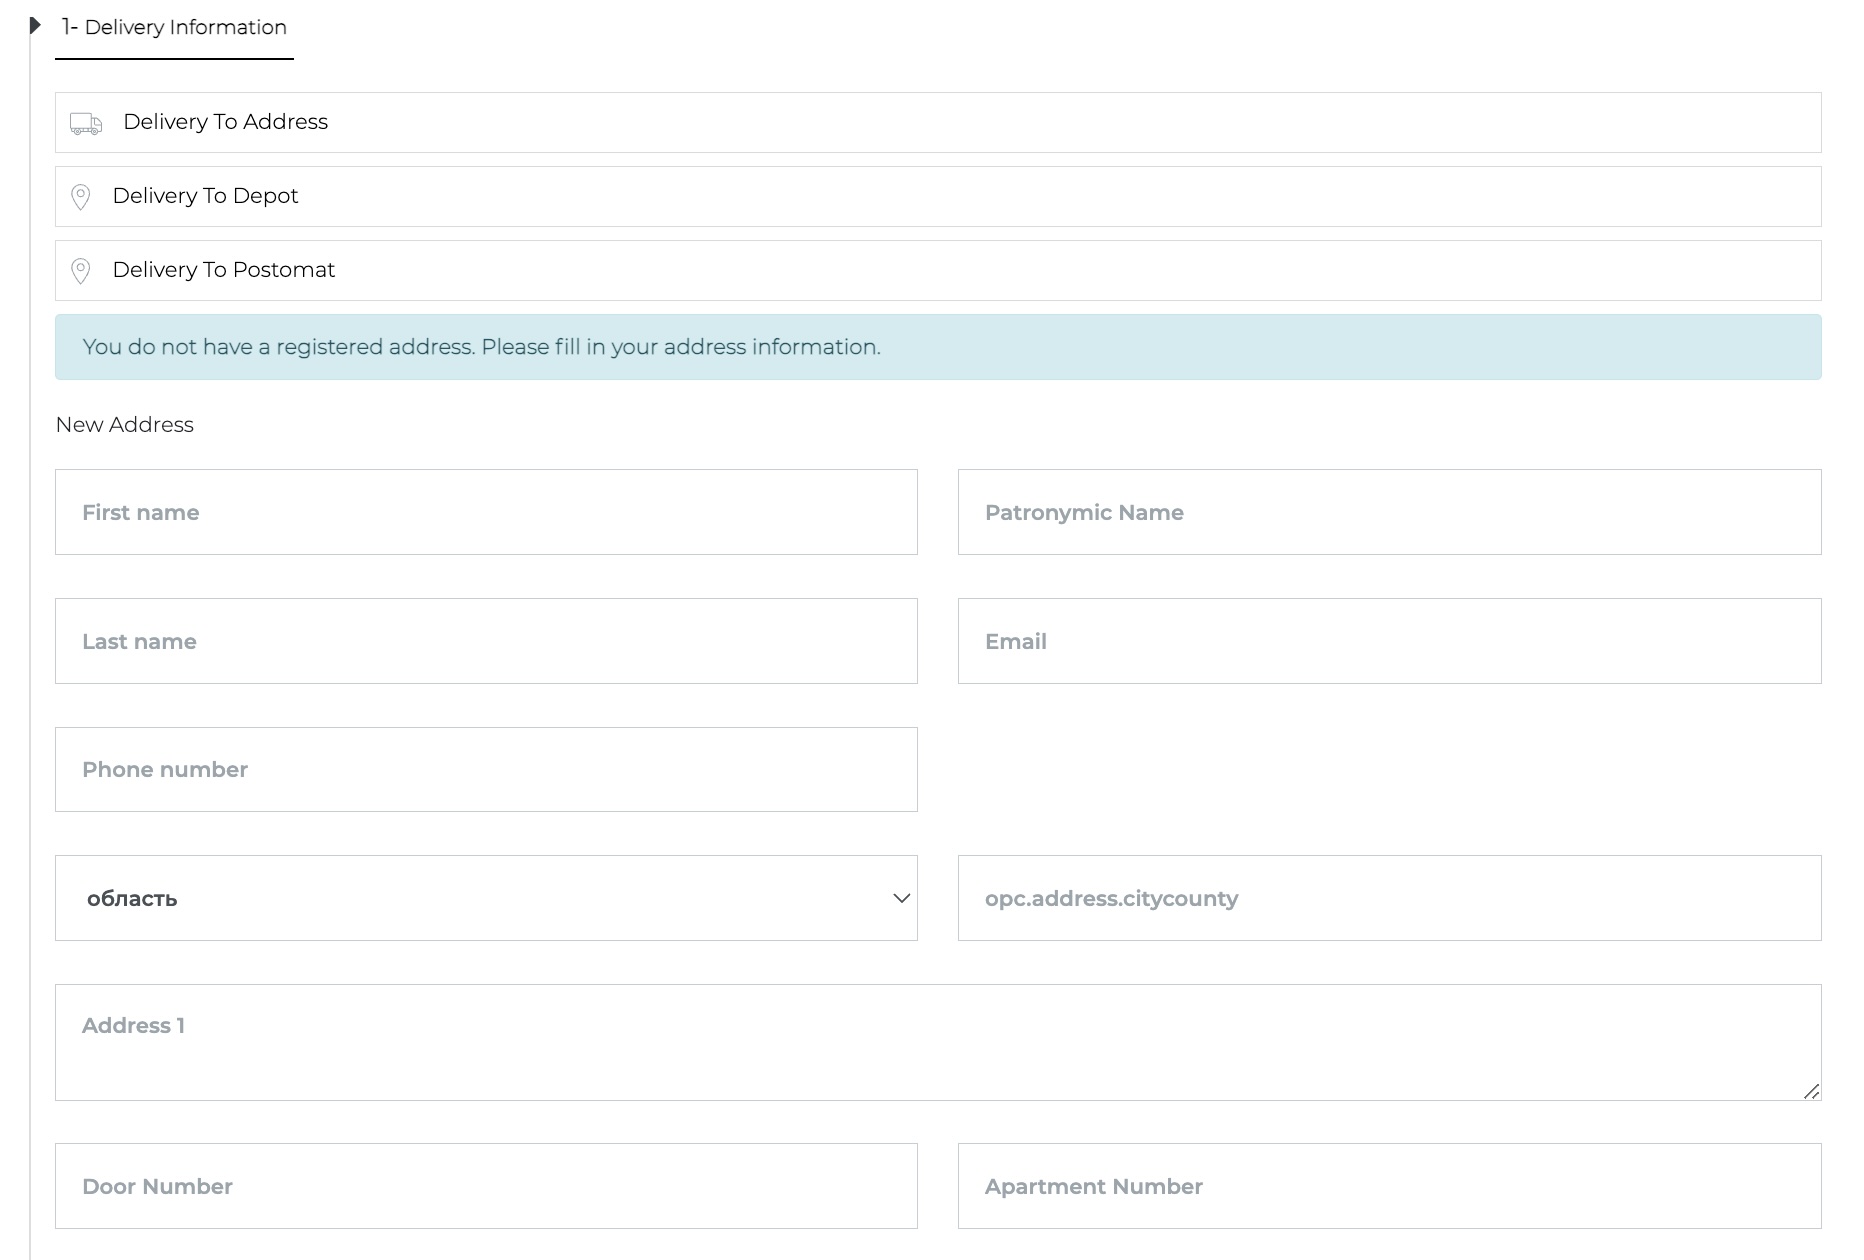 1- Delivery Information
Delivery To Address
Delivery To Depot
Delivery To Postomat
You do not have a registered address. Please fill in your address information.
New Address
First name
Patronymic Name
Last name
Email
Phone number
область
opc.address.citycounty
Address 1
Door Number
Apartment Number